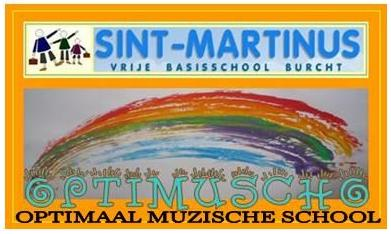 SINT-MARTINUS
VRIJE BASISSCHOOL BURCHT
OPTIMUSCH
OPTIMAAL MUZISCHE SCHOOL